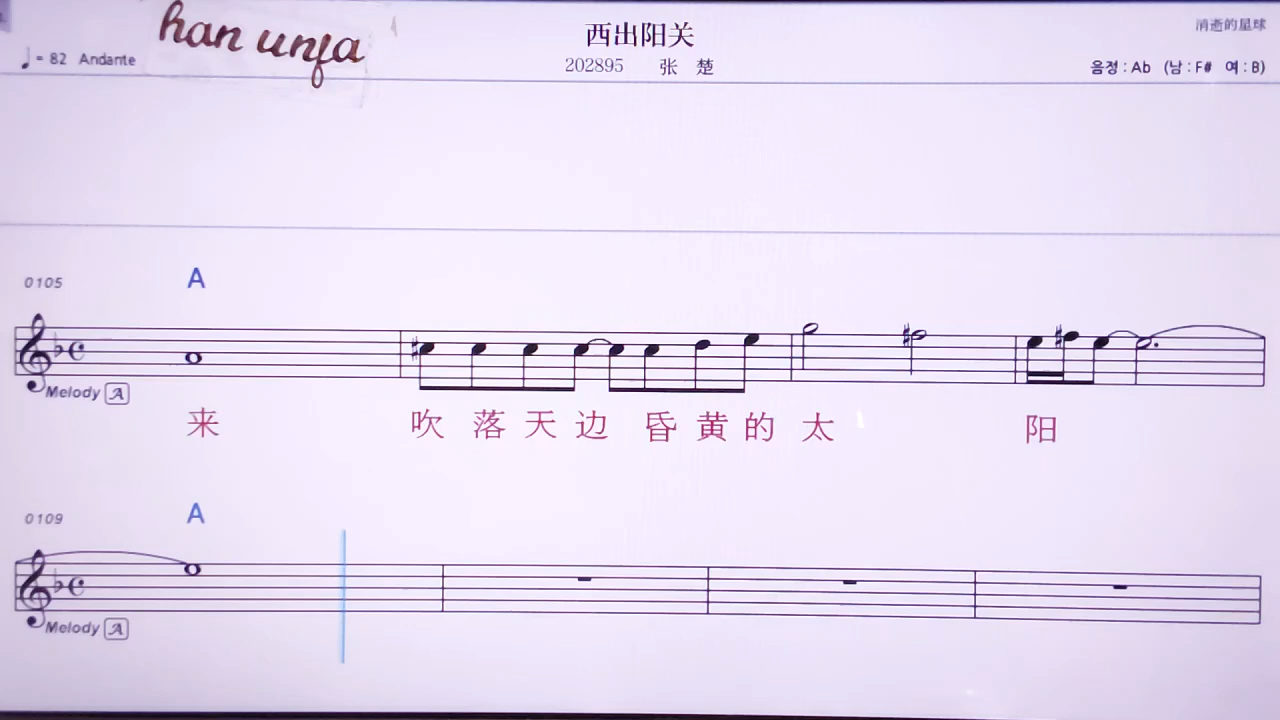 han unfa
西出阳关
消逝的星球
♩= 82 Andante
202895 张 楚
음정 : Ab (남 : F# 여 : B)
0105 A
Melody A
来 吹 落 天 边 昏 黄 的 太 阳
0109 A
Melody A